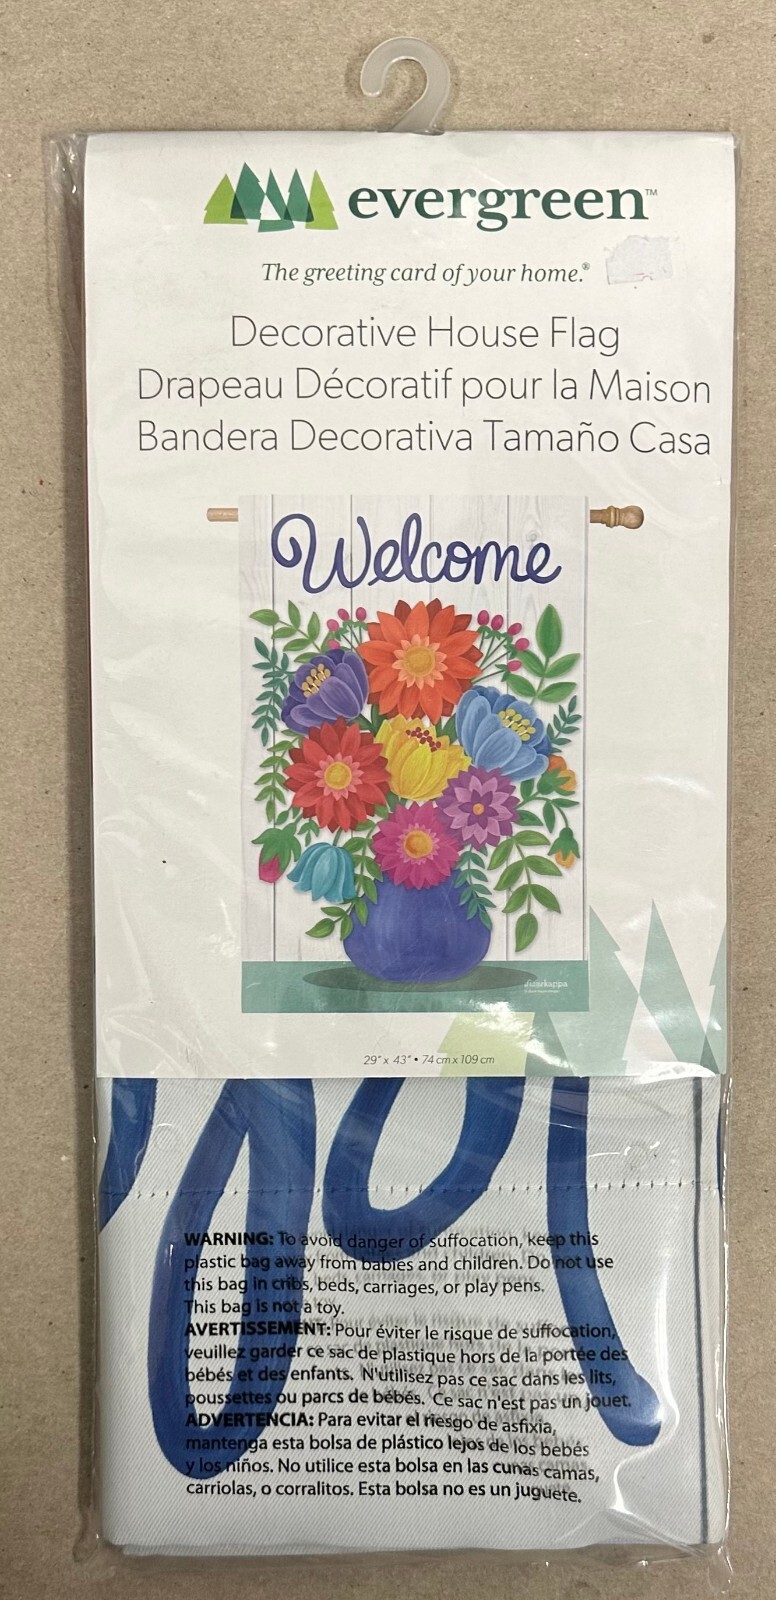 evergreen™
The greeting card of your home.®
Decorative House Flag
Drapeau Décoratif pour la Maison
Bandera Decorativa Tamaño Casa
Welcome
29" x 43" • 74 cm x 109 cm
WARNING: To avoid danger of suffocation, keep this
plastic bag away from babies and children. Do not use
this bag in cribs, beds, carriages, or play pens.
This bag is not a toy.
AVERTISSEMENT: Pour éviter le risque de suffocation,
veuillez garder ce sac de plastique hors de la portée des
bébés et des enfants. N'utilisez pas ce sac dans les lits,
poussettes ou parcs de bébés. Ce sac n'est pas un jouet.
ADVERTENCIA: Para evitar el riesgo de asfixia,
mantenga esta bolsa de plástico lejos de los bebés
y los niños. No utilice esta bolsa en las cunas camas,
carriolas, o corralitos. Esta bolsa no es un juguete.